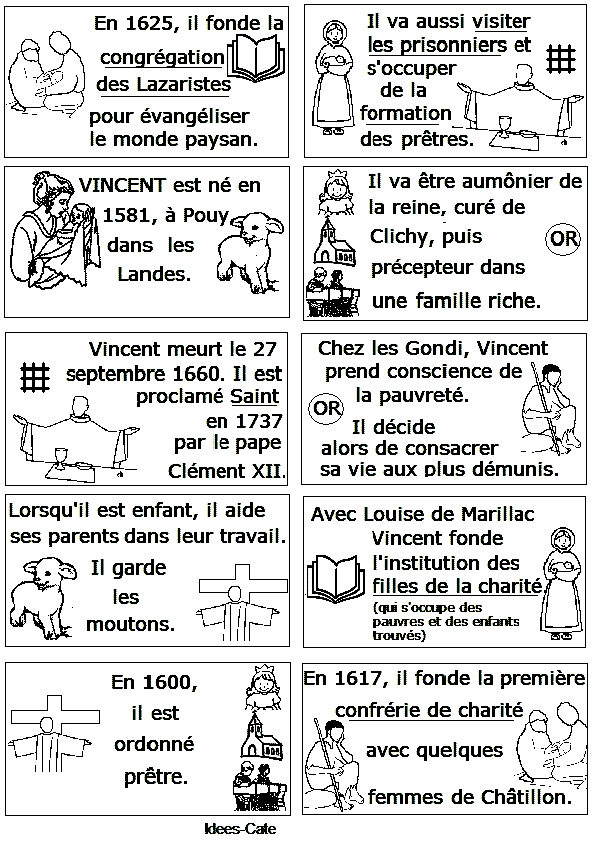 En 1625, il fonde la
congrégation
des Lazaristes
pour évangéliser
le monde paysan.
Il va aussi visiter
les prisonniers et
s'occuper
de la
formation
des prêtres.
VINCENT est né en
1581, à Pouy
dans les
Landes.
Il va être aumônier de
la reine, curé de
Clichy, puis
précepteur dans
une famille riche.
OR
Vincent meurt le 27
septembre 1660. Il est
proclamé Saint
en 1737
par le pape
Clément XII.
Chez les Gondi, Vincent
prend conscience de
la pauvreté.
OR
Il décide
alors de consacrer
sa vie aux plus démunis.
Lorsqu'il est enfant, il aide
ses parents dans leur travail.
Il garde
les
moutons.
Avec Louise de Marillac
Vincent fonde
l'institution des
filles de la charité.
(qui s'occupe des
pauvres et des enfants
trouvés)
En 1600,
il est
ordonné
prêtre.
En 1617, il fonde la première
confrérie de charité
avec quelques
femmes de Châtillon.
Idees-Cate